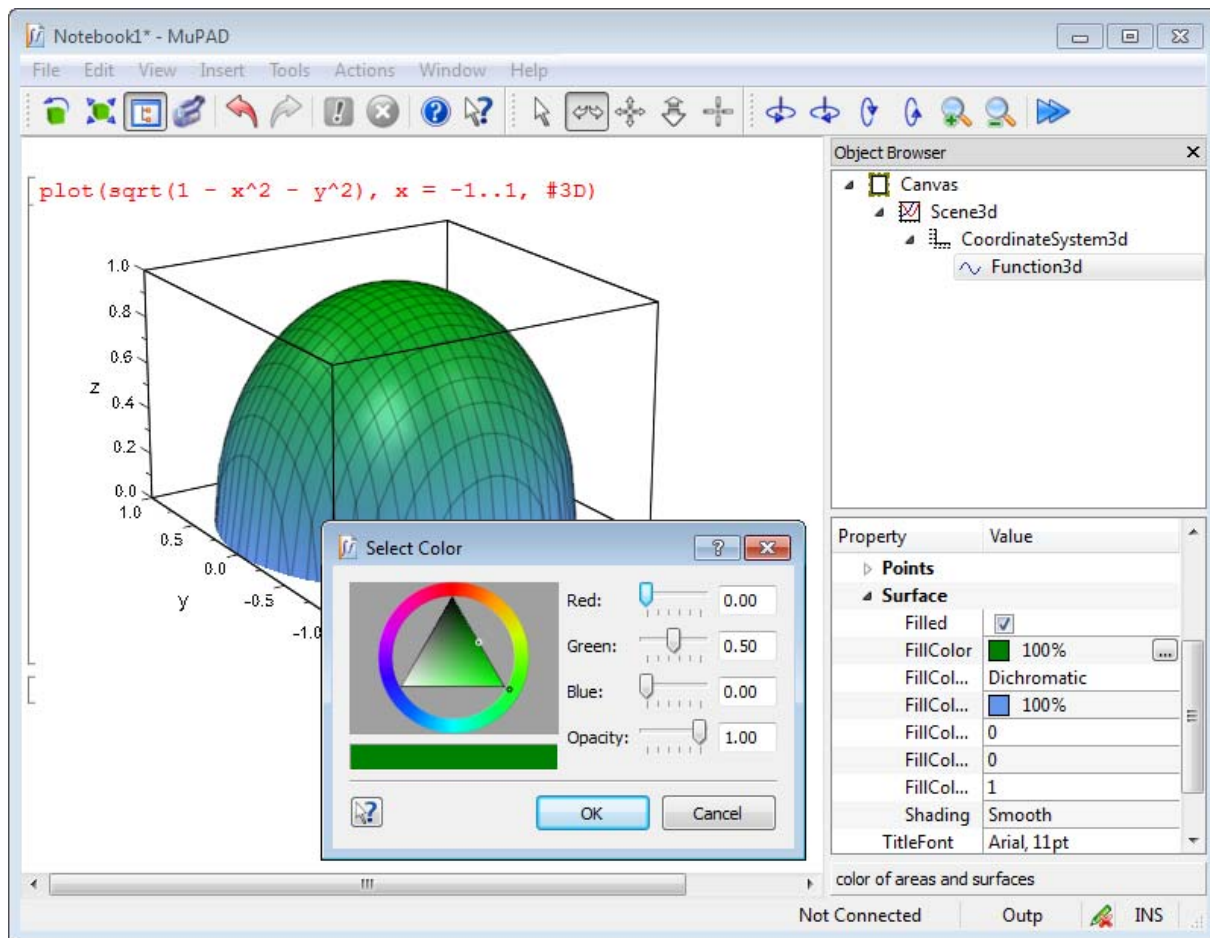 Notebook1* - MuPAD
File Edit View Insert Tools Actions Window Help
plot(sqrt(1 - x^2 - y^2), x = -1..1, #3D)
1.0
0.8
0.6
z
0.4
0.2
0.0
1.0
0.5
0.0
y
-0.5
-1.0
Select Color
Red: 0.00
Green: 0.50
Blue: 0.00
Opacity: 1.00
OK Cancel
Object Browser
Canvas
Scene3d
CoordinateSystem3d
Function3d
Property Value
Points
Surface
Filled
FillColor 100% ...
FillCol... Dichromatic
FillCol... 100%
FillCol... 0
FillCol... 0
FillCol... 1
Shading Smooth
TitleFont Arial, 11pt
color of areas and surfaces
Not Connected Outp INS